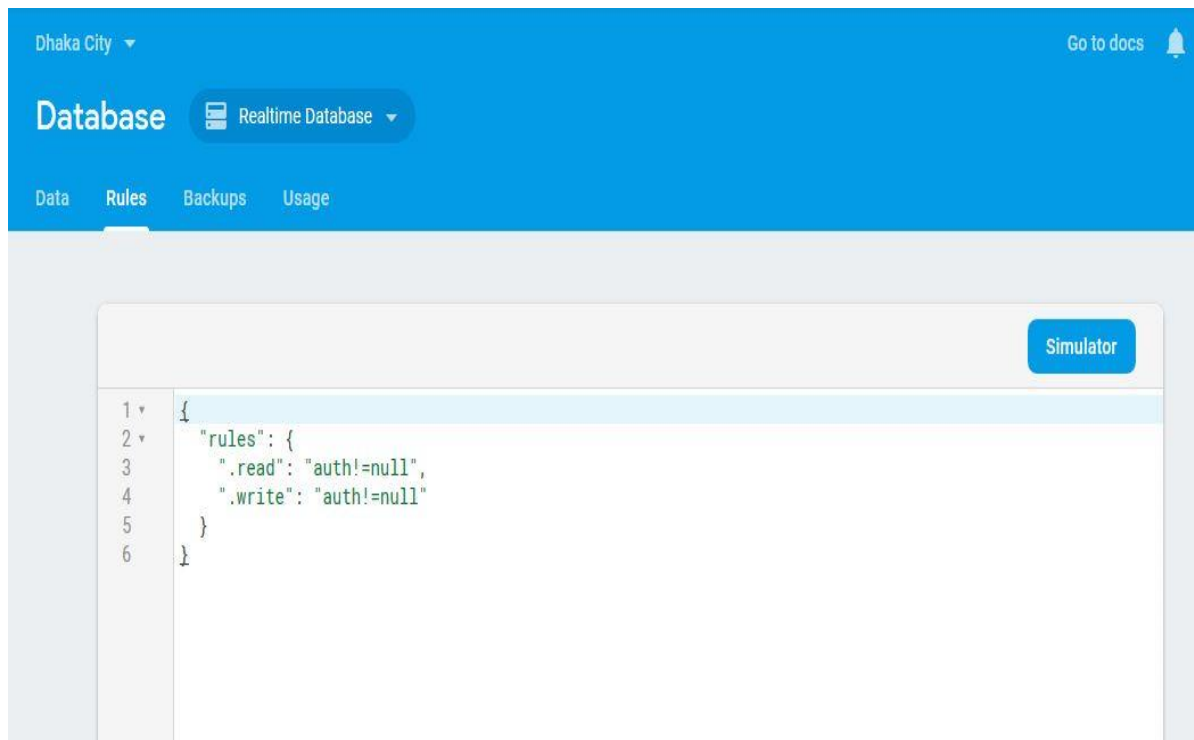 Dhaka City
Go to docs
Database
Realtime Database
Data Rules Backups Usage
Simulator
1 {
2 "rules": {
3 ".read": "auth!=null",
4 ".write": "auth!=null"
5 }
6 }